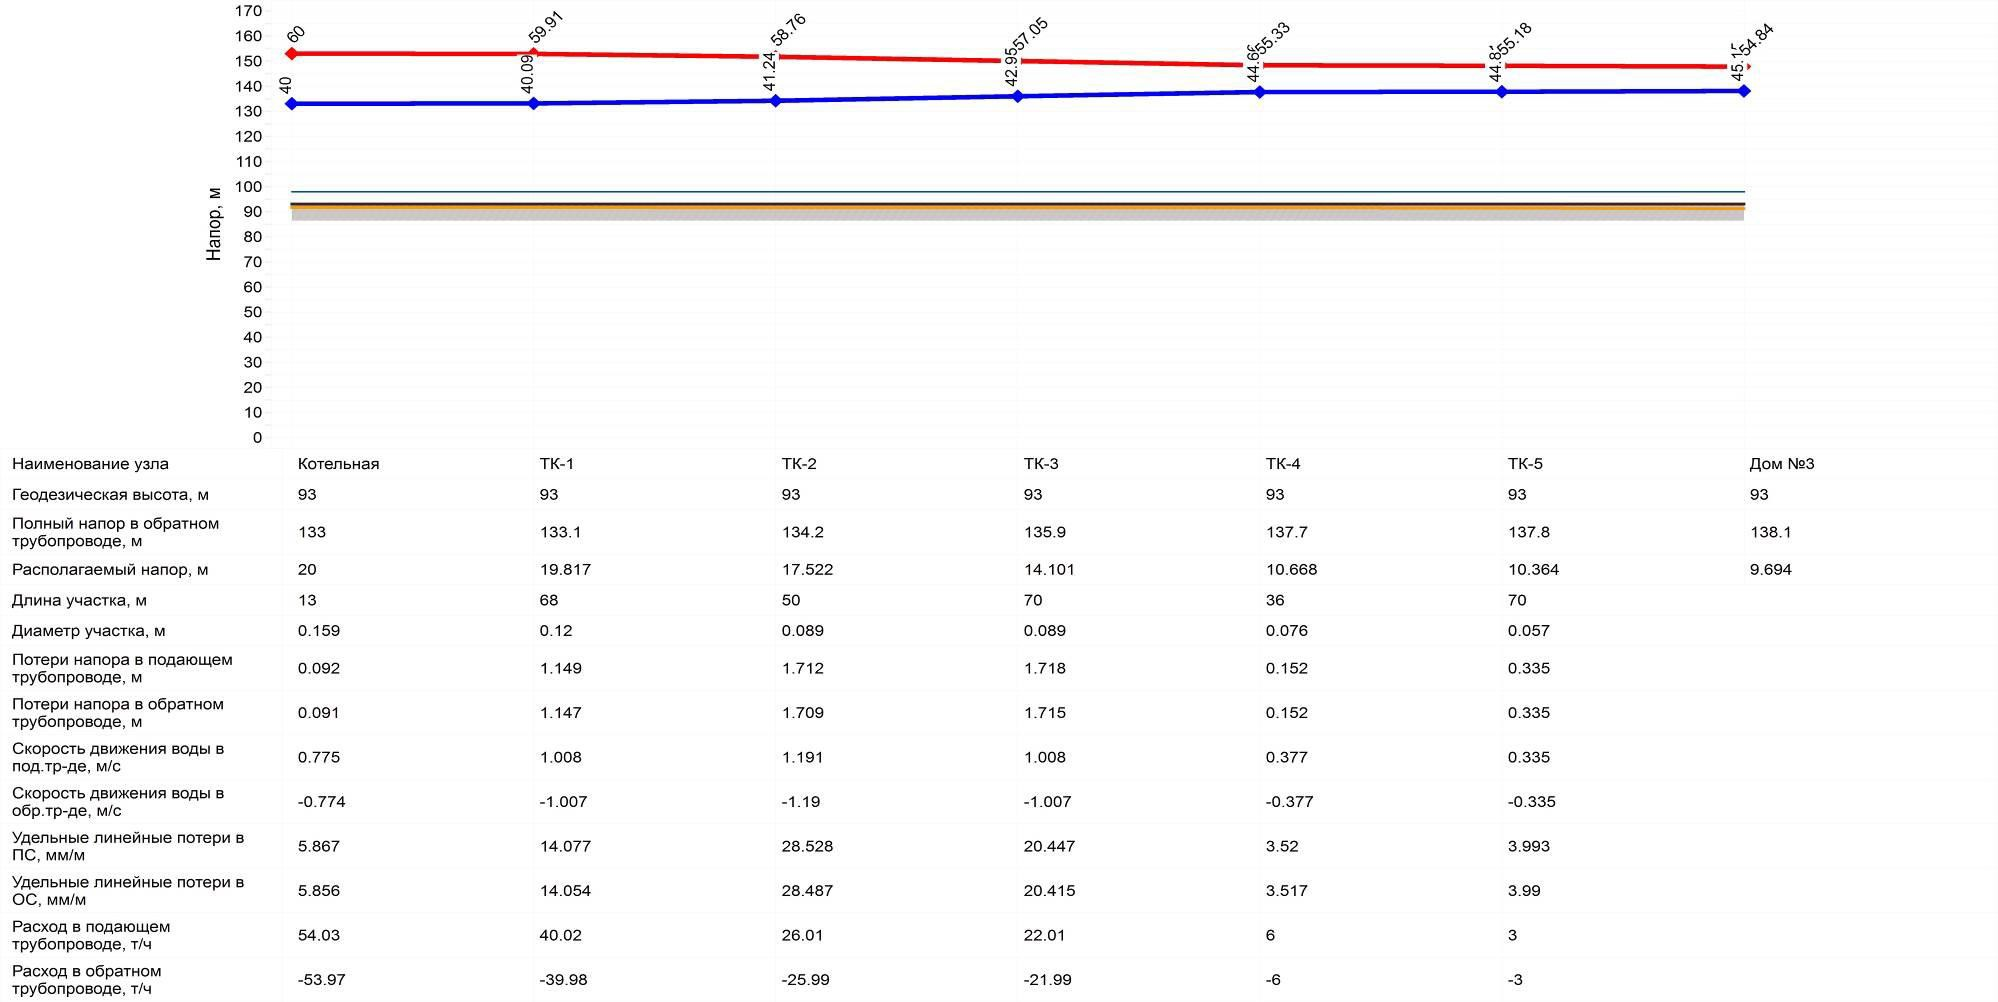 170
160
150
140
130
120
110
100
90
80
70
60
50
40
30
20
10
0
Напор, м
60
59.91
58.76
57.05
55.33
55.18
54.84
40
40.09
41.24
42.95
Наименование узла Котельная ТК-1 ТК-2 ТК-3 ТК-4 ТК-5 Дом №3
Геодезическая высота, м 93 93 93 93 93 93 93
Полный напор в обратном
трубопроводе, м 133 133.1 134.2 135.9 137.7 137.8 138.1
Располагаемый напор, м 20 19.817 17.522 14.101 10.668 10.364 9.694
Длина участка, м 13 68 50 70 36 70
Диаметр участка, м 0.159 0.12 0.089 0.089 0.076 0.057
Потери напора в подающем
трубопроводе, м 0.092 1.149 1.712 1.718 0.152 0.335
Потери напора в обратном
трубопроводе, м 0.091 1.147 1.709 1.715 0.152 0.335
Скорость движения воды в
под.тр-де, м/с 0.775 1.008 1.191 1.008 0.377 0.335
Скорость движения воды в
обр.тр-де, м/с -0.774 -1.007 -1.19 -1.007 -0.377 -0.335
Удельные линейные потери в
ПС, мм/м 5.867 14.077 28.528 20.447 3.52 3.993
Удельные линейные потери в
ОС, мм/м 5.856 14.054 28.487 20.415 3.517 3.99
Расход в подающем
трубопроводе, т/ч 54.03 40.02 26.01 22.01 6 3
Расход в обратном
трубопроводе, т/ч -53.97 -39.98 -25.99 -21.99 -6 -3